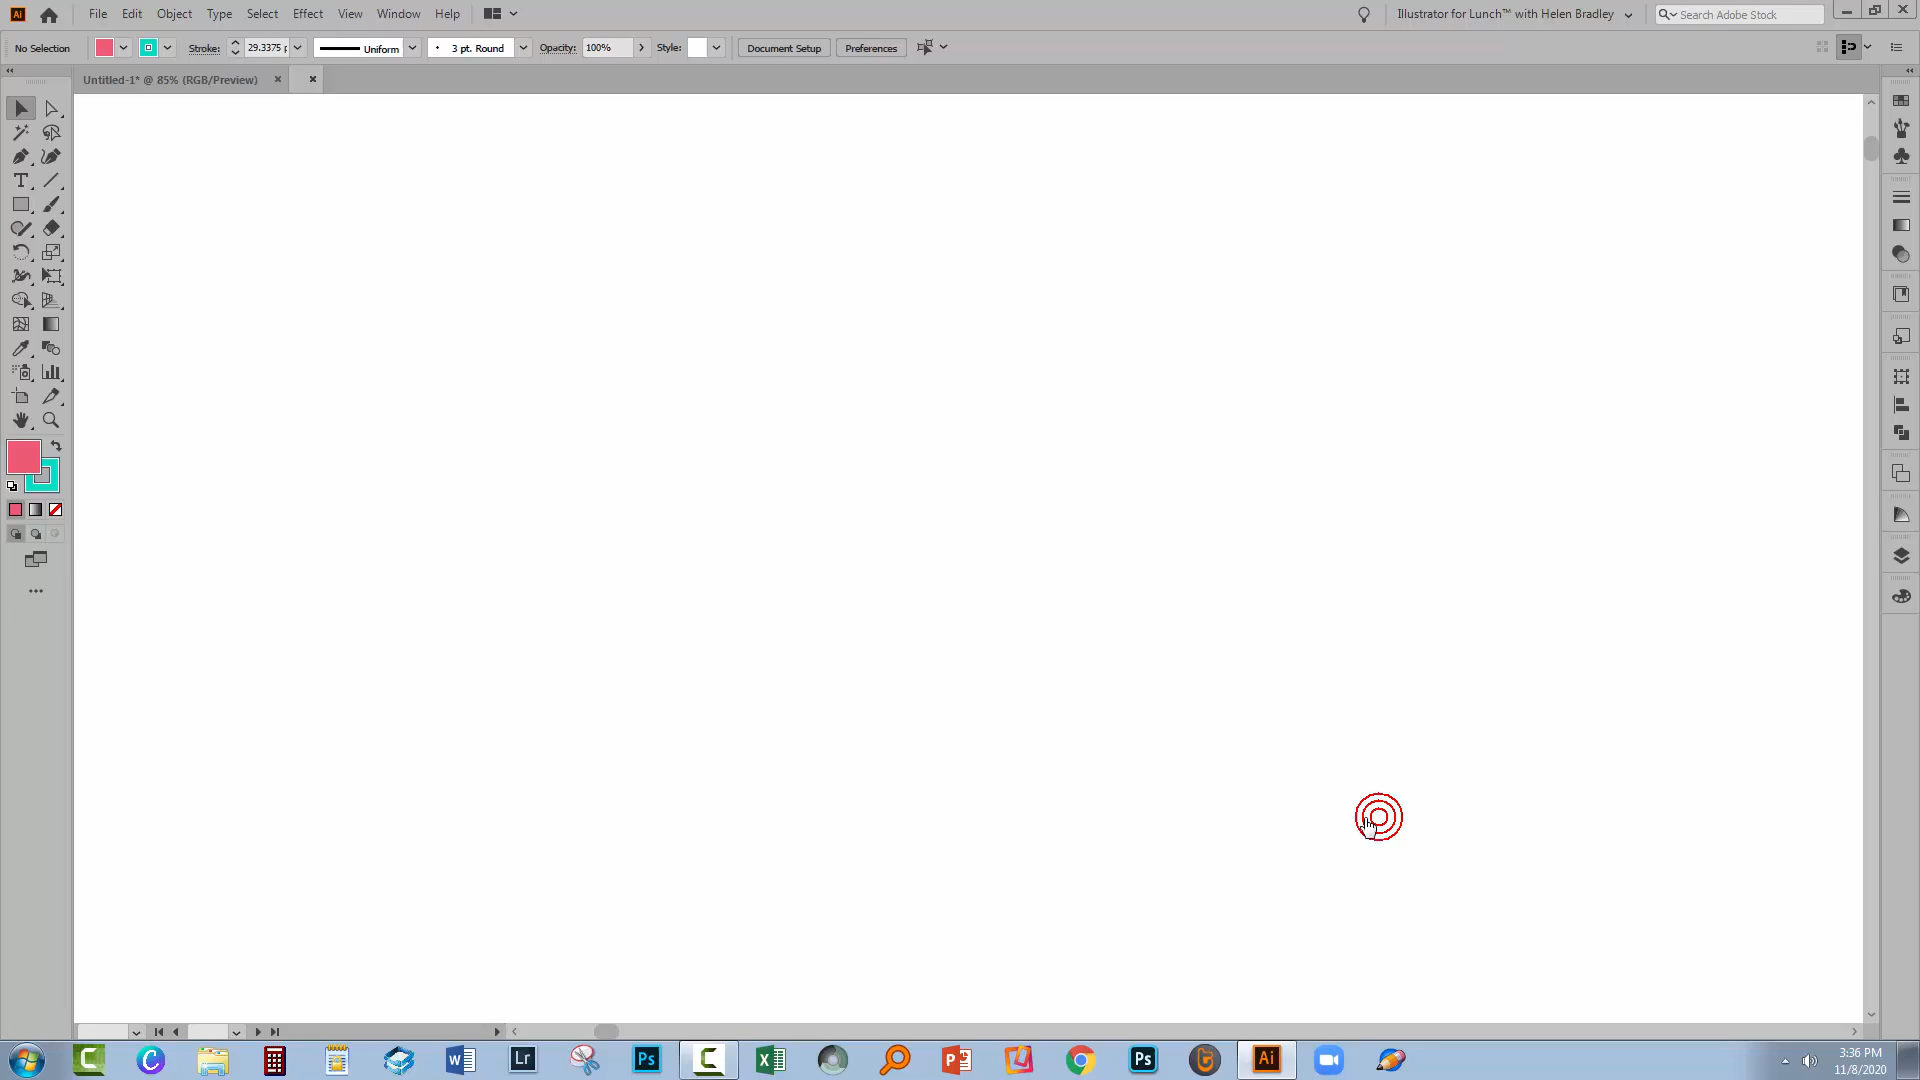 Ai File Edit Object Type Select Effect View Window Help Illustrator for Lunch™ with Helen Bradley Search Adobe Stock
No Selection Stroke: 29.3375 p Uniform 3 pt. Round Opacity: 100% Style: Document Setup Preferences
Untitled-1* @ 85% (RGB/Preview)
T
C C W Lr Ps C X P Ps Ai
3:36 PM
11/8/2020